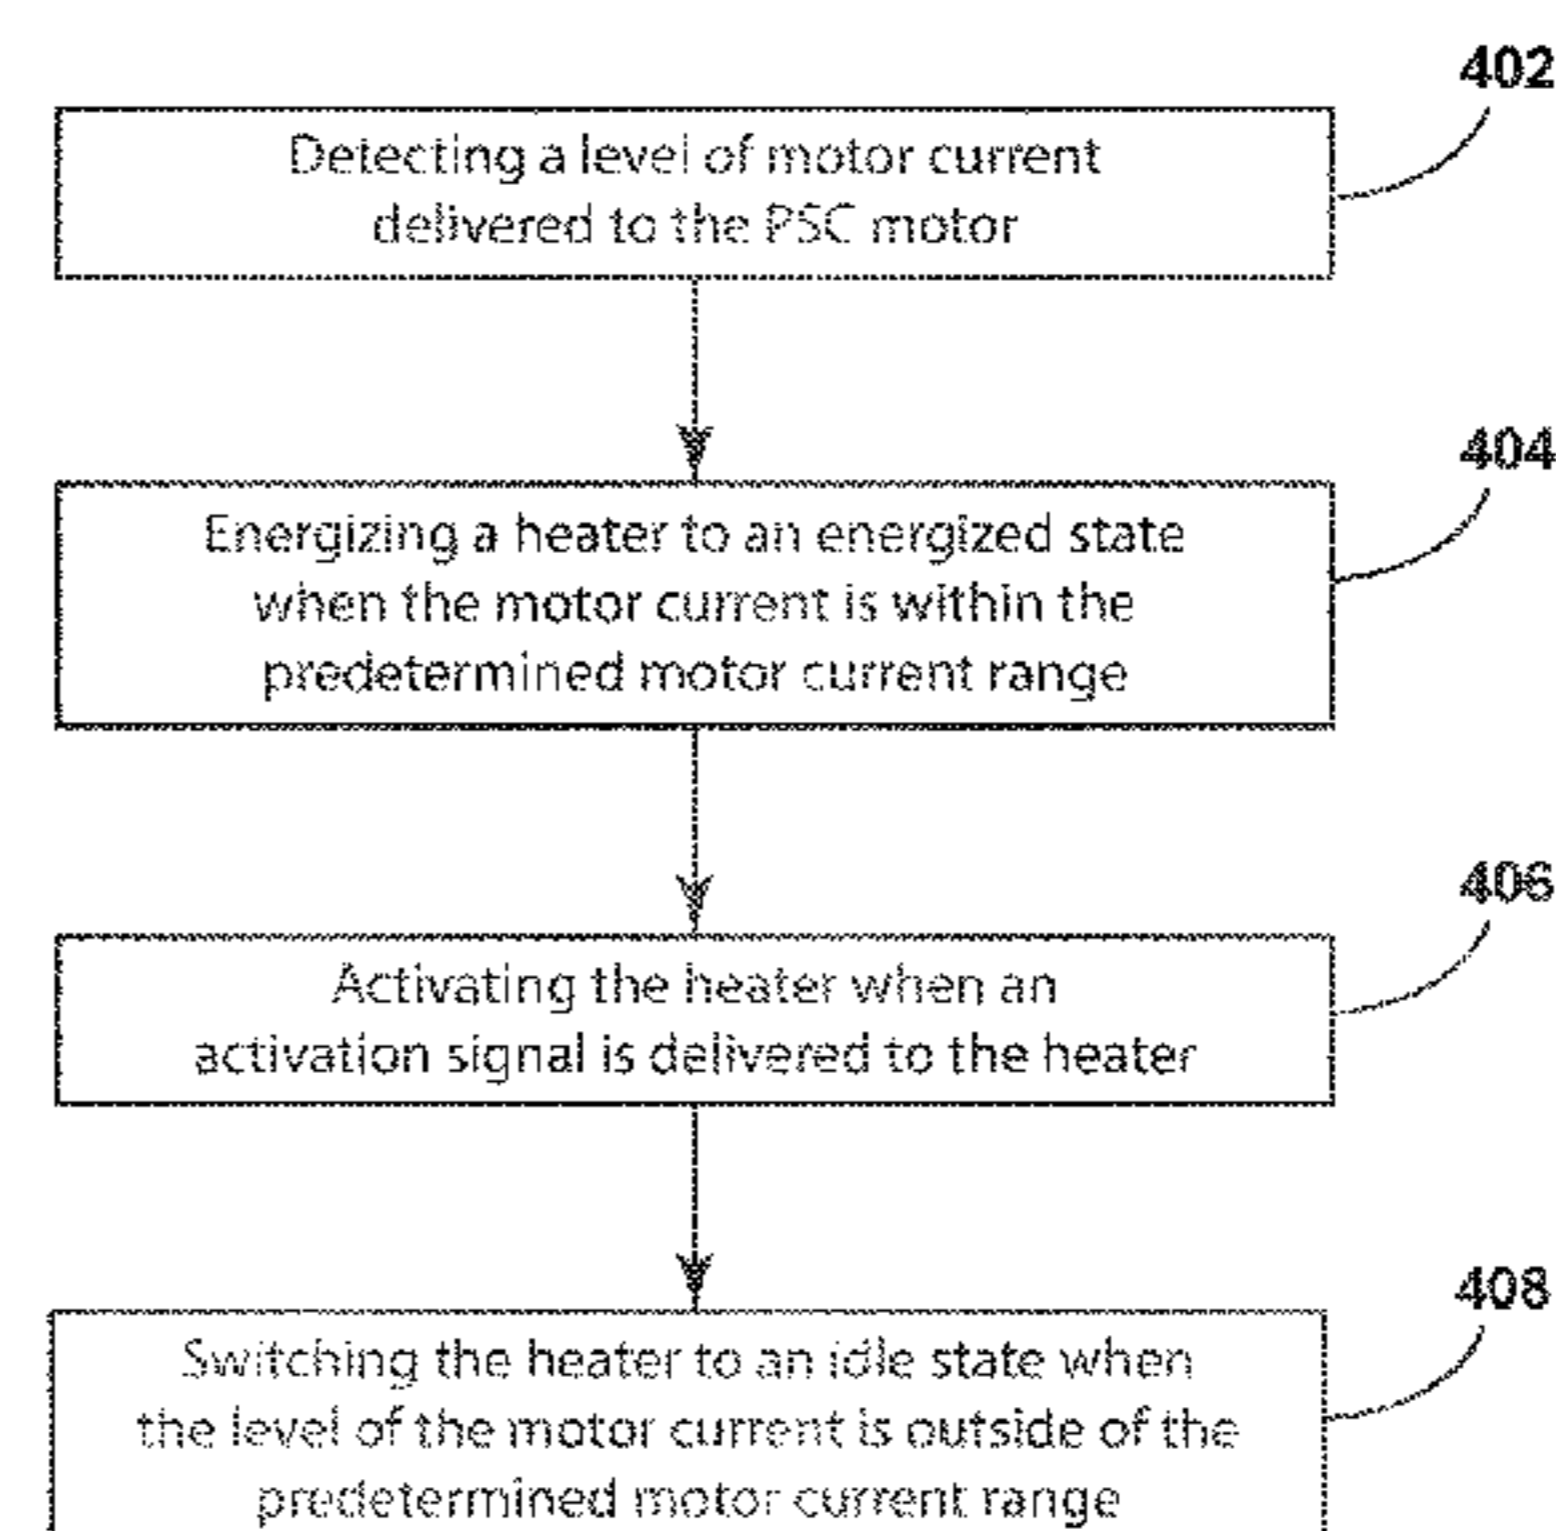 402
Detecting a level of motor current
delivered to the PSC motor
404
Energizing a heater to an energized state
when the motor current is within the
predetermined motor current range
406
Activating the heater when an
activation signal is delivered to the heater
408
Switching the heater to an idle state when
the level of the motor current is outside of the
predetermined motor current range